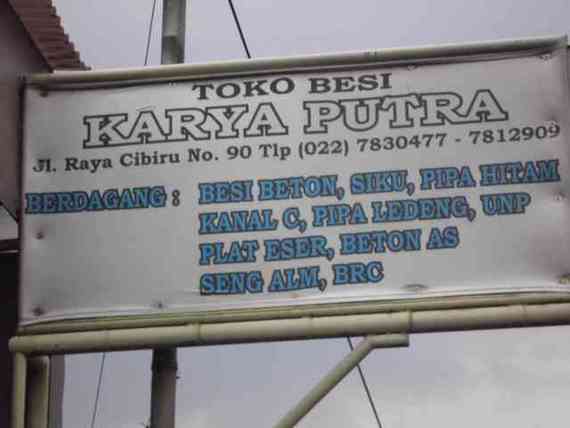 TOKO BESI
KARYA PUTRA
Jl. Raya Cibiru No. 90 Tlp (022) 7830477 - 7812909
BERDAGANG : BESI BETON, SIKU, PIPA HITAM
KANAL C, PIPA LEDENG, UNP
PLAT ESER, BETON AS
SENG ALM, BRC